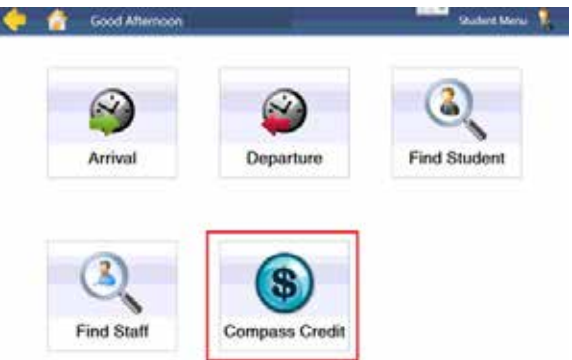 Good Afternoon
Student Menu
Arrival
Departure
Find Student
Find Staff
Compass Credit